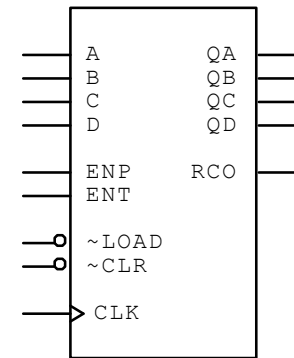 A QA
B QB
C QC
D QD
ENP RCO
ENT
~LOAD
~CLR
CLK